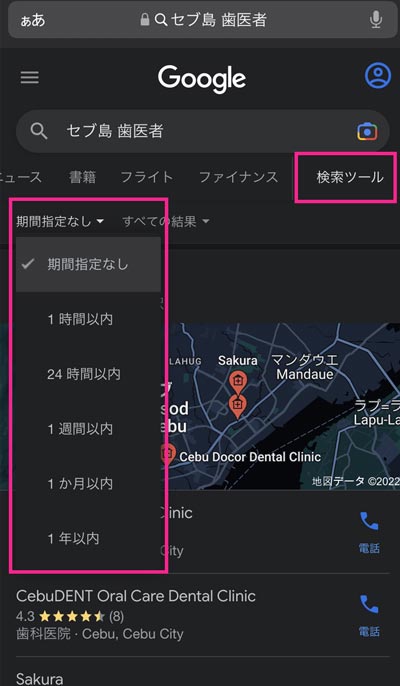 ぁあ
セブ島 歯医者
Google
セブ島 歯医者
ニュース 書籍 フライト ファイナンス 検索ツール
期間指定なし すべての結果
期間指定なし
1 時間以内
24 時間以内
1 週間以内
1 か月以内
1 年以内
LAHUG
Sakura
マンダウエ
Mandaue
ラプ=ラ
Lapu-La
Cebu Docor Dental Clinic
地図データ ©2022
Clinic
City
電話
CebuDENT Oral Care Dental Clinic
4.3 (8)
歯科医院 · Cebu, Cebu City
電話
Sakura